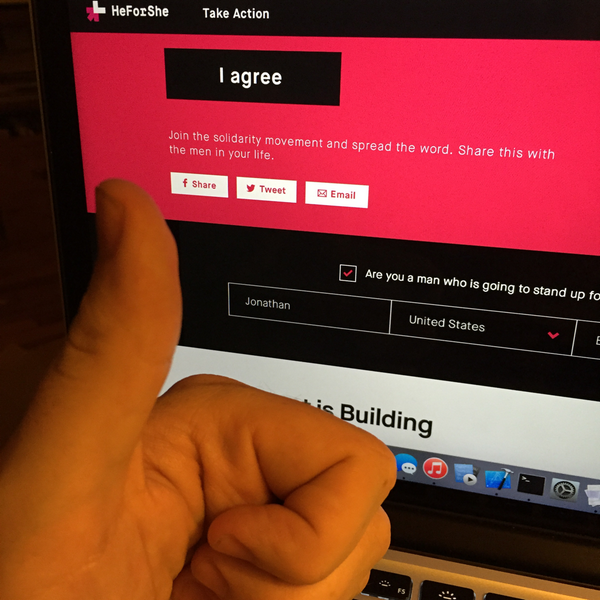 HeForShe Take Action
I agree
Join the solidarity movement and spread the word. Share this with
the men in your life.
Share Tweet Email
Are you a man who is going to stand up fo
Jonathan United States E
is Building
F5